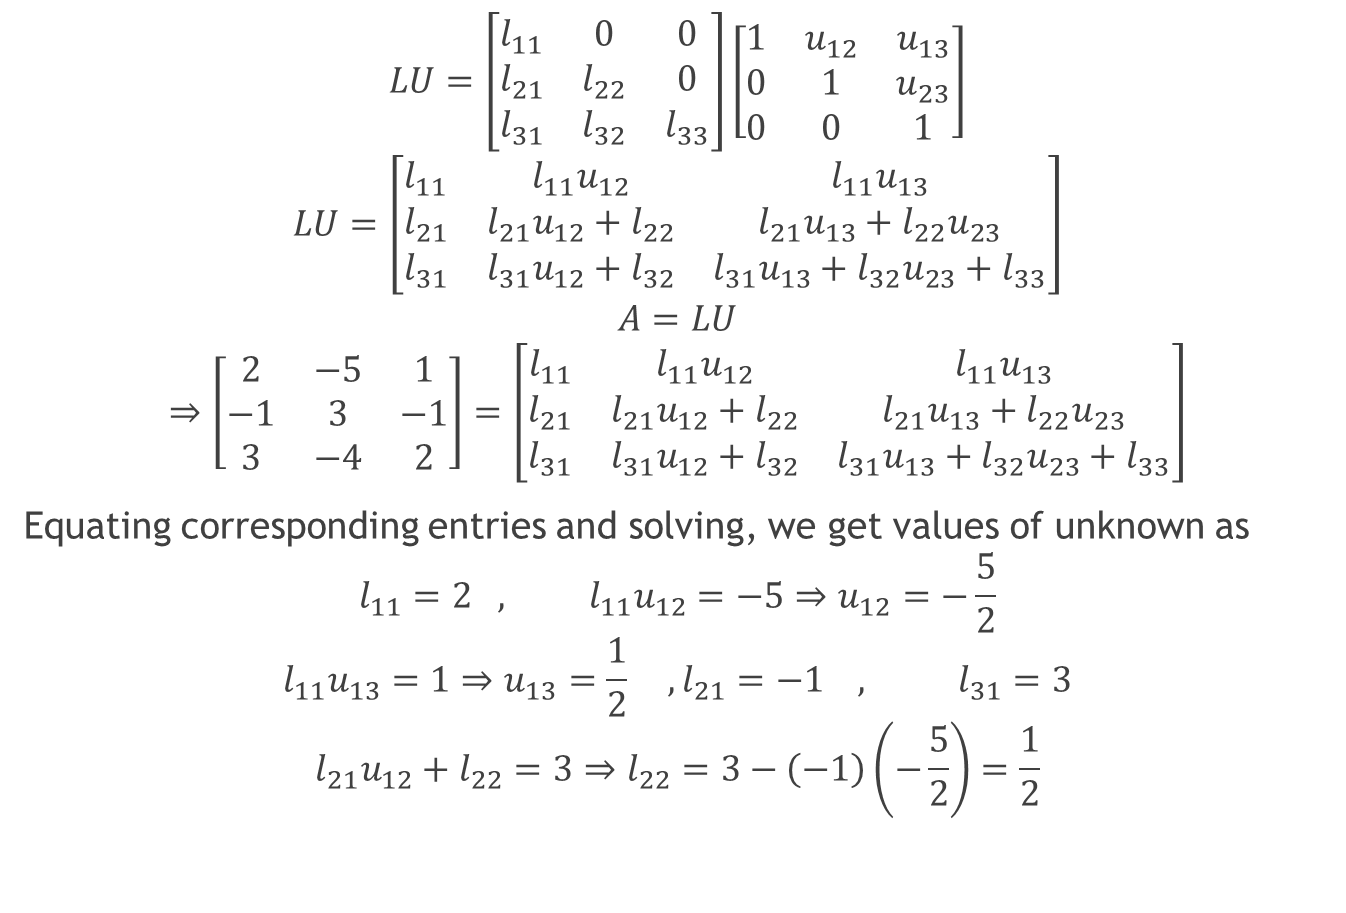 𝐿𝑈 = [𝑙₁₁ 0 0; 𝑙₂₁ 𝑙₂₂ 0; 𝑙₃₁ 𝑙₃₂ 𝑙₃₃] [1 𝑢₁₂ 𝑢₁₃; 0 1 𝑢₂₃; 0 0 1]
𝐿𝑈 = [𝑙₁₁ 𝑙₁₁𝑢₁₂ 𝑙₁₁𝑢₁₃; 𝑙₂₁ 𝑙₂₁𝑢₁₂ + 𝑙₂₂ 𝑙₂₁𝑢₁₃ + 𝑙₂₂𝑢₂₃; 𝑙₃₁ 𝑙₃₁𝑢₁₂ + 𝑙₃₂ 𝑙₃₁𝑢₁₃ + 𝑙₃₂𝑢₂₃ + 𝑙₃₃]
𝐴 = 𝐿𝑈
⇒ [2 −5 1; −1 3 −1; 3 −4 2] = [𝑙₁₁ 𝑙₁₁𝑢₁₂ 𝑙₁₁𝑢₁₃; 𝑙₂₁ 𝑙₂₁𝑢₁₂ + 𝑙₂₂ 𝑙₂₁𝑢₁₃ + 𝑙₂₂𝑢₂₃; 𝑙₃₁ 𝑙₃₁𝑢₁₂ + 𝑙₃₂ 𝑙₃₁𝑢₁₃ + 𝑙₃₂𝑢₂₃ + 𝑙₃₃]
Equating corresponding entries and solving, we get values of unknown as
𝑙₁₁ = 2 , 𝑙₁₁𝑢₁₂ = −5 ⇒ 𝑢₁₂ = −5/2
𝑙₁₁𝑢₁₃ = 1 ⇒ 𝑢₁₃ = 1/2 , 𝑙₂₁ = −1 , 𝑙₃₁ = 3
𝑙₂₁𝑢₁₂ + 𝑙₂₂ = 3 ⇒ 𝑙₂₂ = 3 − (−1)(−5/2) = 1/2